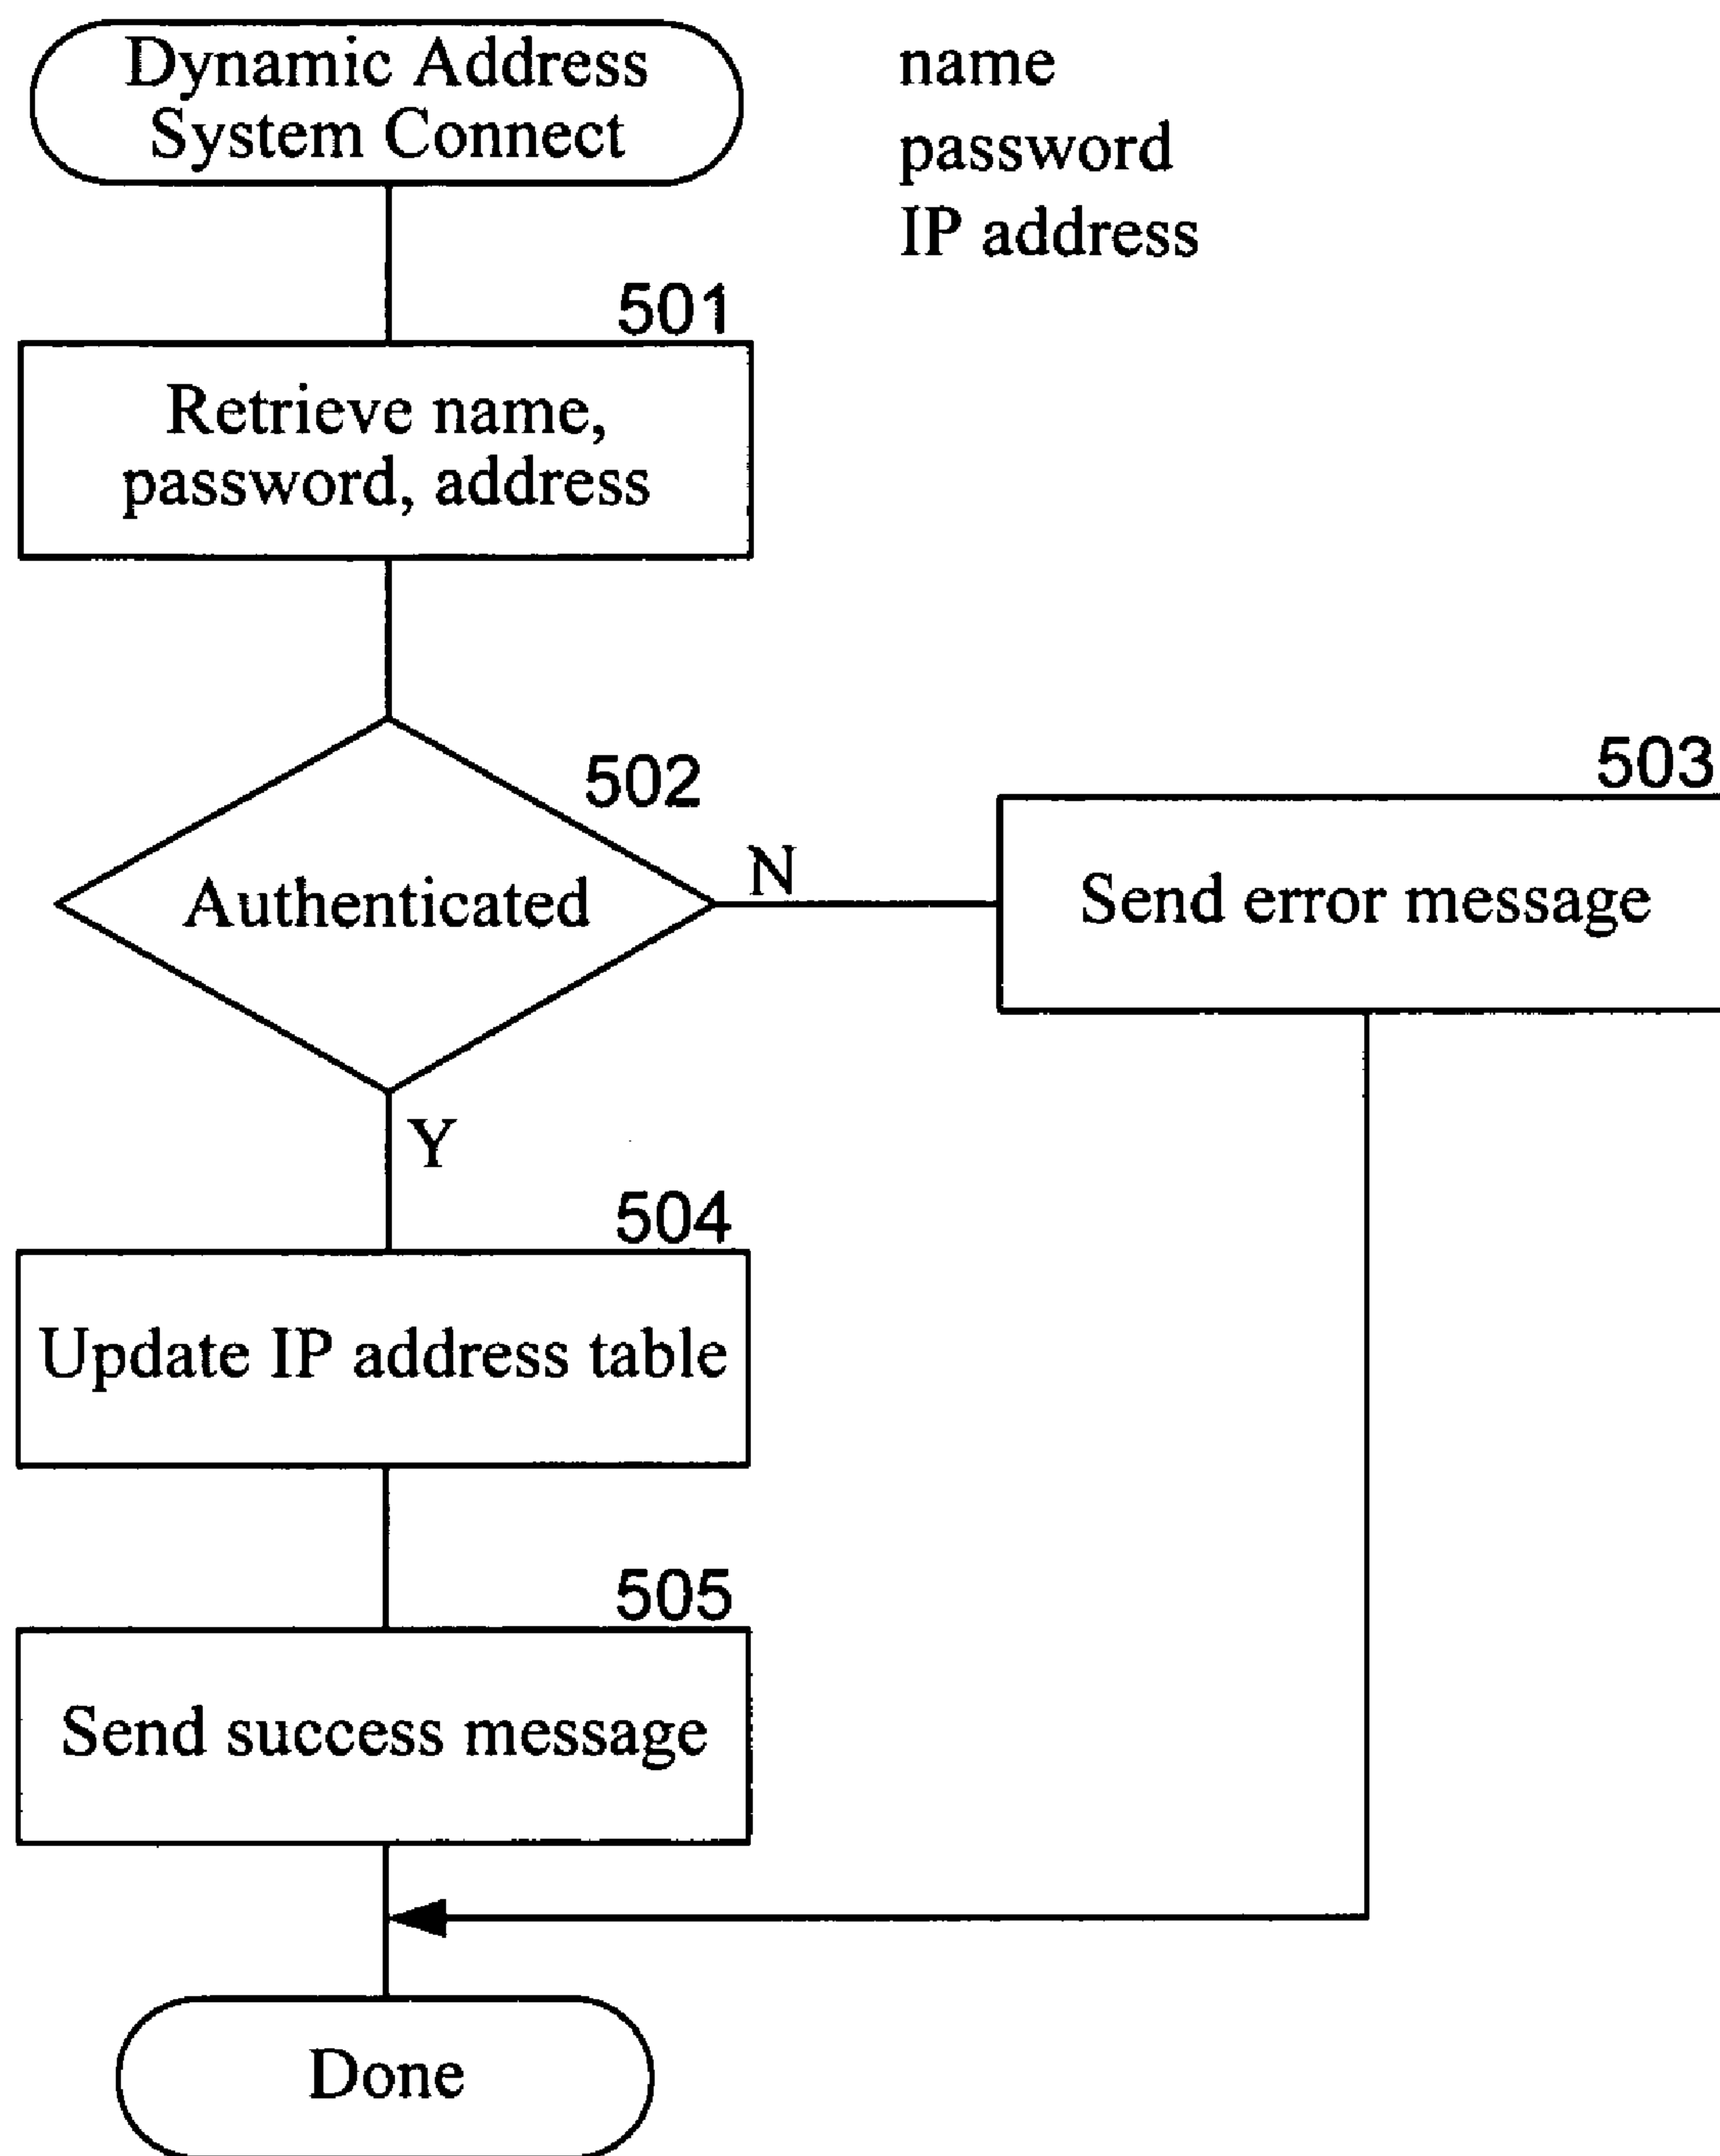 Dynamic Address
System Connect
name
password
IP address
501
Retrieve name,
password, address
502
Authenticated
N
503
Send error message
Y
504
Update IP address table
505
Send success message
Done